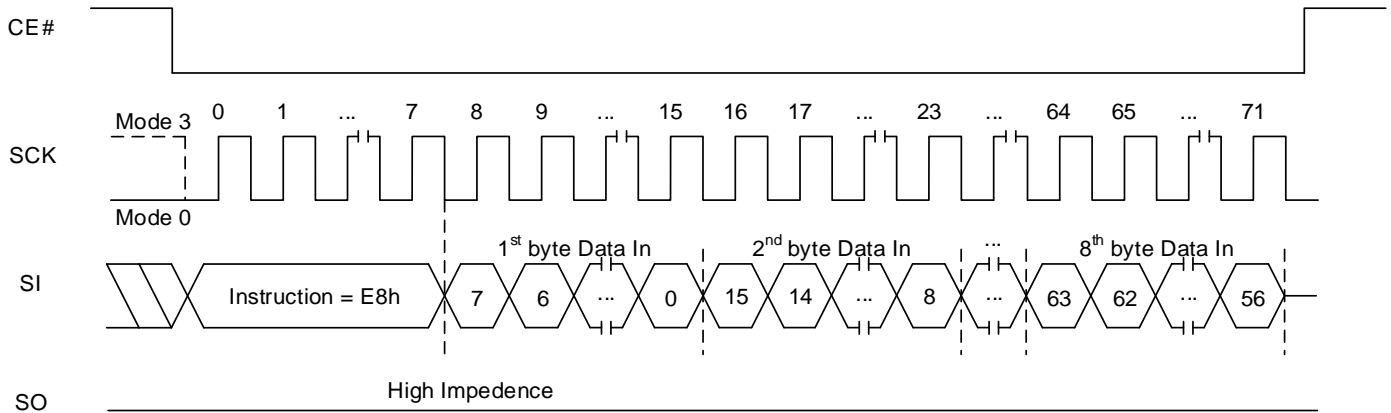 CE#
0 1 ... 7 8 9 ... 15 16 17 ... 23 ... 64 65 ... 71
Mode 3
SCK
Mode 0
1st byte Data In 2nd byte Data In ... 8th byte Data In
SI Instruction = E8h 7 6 ... 0 15 14 ... 8 ... 63 62 ... 56
High Impedence
SO